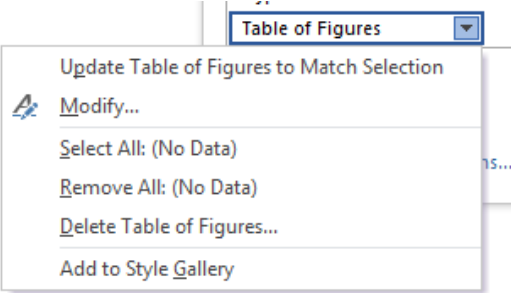 Table of Figures
Update Table of Figures to Match Selection
Modify...
Select All: (No Data)
ns...
Remove All: (No Data)
Delete Table of Figures...
Add to Style Gallery